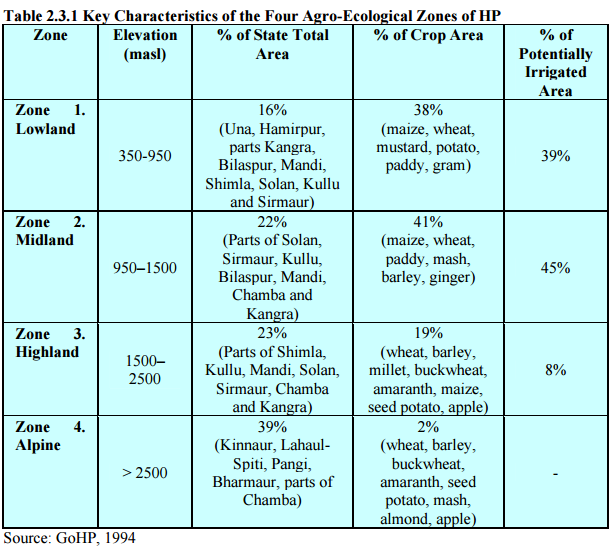 Table 2.3.1 Key Characteristics of the Four Agro-Ecological Zones of HP
Zone
Elevation
(masl)
% of State Total
Area
% of Crop Area
% of
Potentially
Irrigated
Area
Zone 1.
Lowland
350-950
16%
(Una, Hamirpur,
parts Kangra,
Bilaspur, Mandi,
Shimla, Solan, Kullu
and Sirmaur)
38%
(maize, wheat,
mustard, potato,
paddy, gram)
39%
Zone 2.
Midland
950–1500
22%
(Parts of Solan,
Sirmaur, Kullu,
Bilaspur, Mandi,
Chamba and
Kangra)
41%
(maize, wheat,
paddy, mash,
barley, ginger)
45%
Zone 3.
Highland
1500–
2500
23%
(Parts of Shimla,
Kullu, Mandi, Solan,
Sirmaur, Chamba
and Kangra)
19%
(wheat, barley,
millet, buckwheat,
amaranth, maize,
seed potato, apple)
8%
Zone 4.
Alpine
> 2500
39%
(Kinnaur, Lahaul-
Spiti, Pangi,
Bharmaur, parts of
Chamba)
2%
(wheat, barley,
buckwheat,
amaranth, seed
potato, mash,
almond, apple)
-
Source: GoHP, 1994